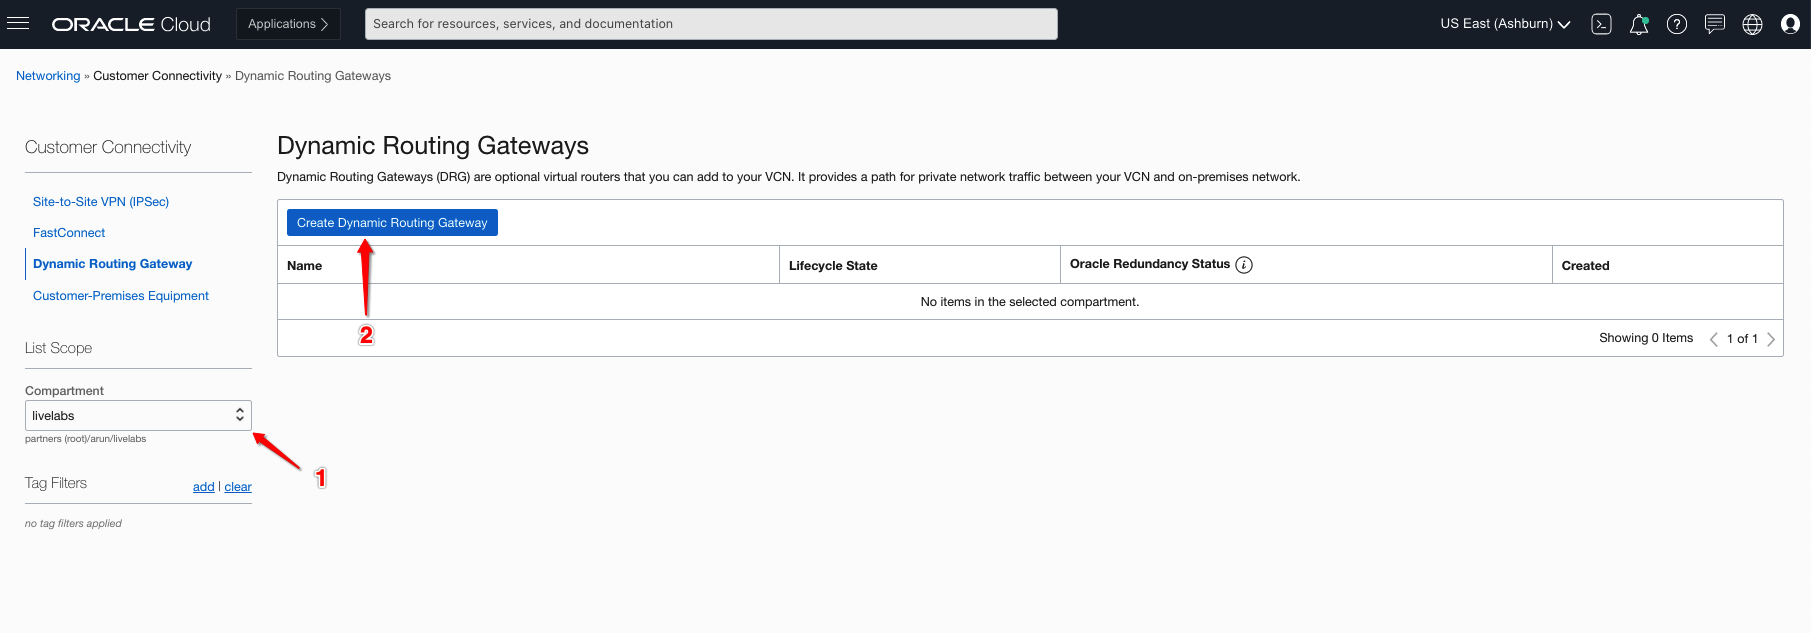 ORACLE Cloud
Applications
Search for resources, services, and documentation
US East (Ashburn)
Networking » Customer Connectivity » Dynamic Routing Gateways
Customer Connectivity
Site-to-Site VPN (IPSec)
FastConnect
Dynamic Routing Gateway
Customer-Premises Equipment
List Scope
Compartment
livelabs
partners (root)/arun/livelabs
1
Tag Filters
add | clear
no tag filters applied
Dynamic Routing Gateways
Dynamic Routing Gateways (DRG) are optional virtual routers that you can add to your VCN. It provides a path for private network traffic between your VCN and on-premises network.
Create Dynamic Routing Gateway
Name Lifecycle State Oracle Redundancy Status Created
No items in the selected compartment.
2
Showing 0 Items 1 of 1